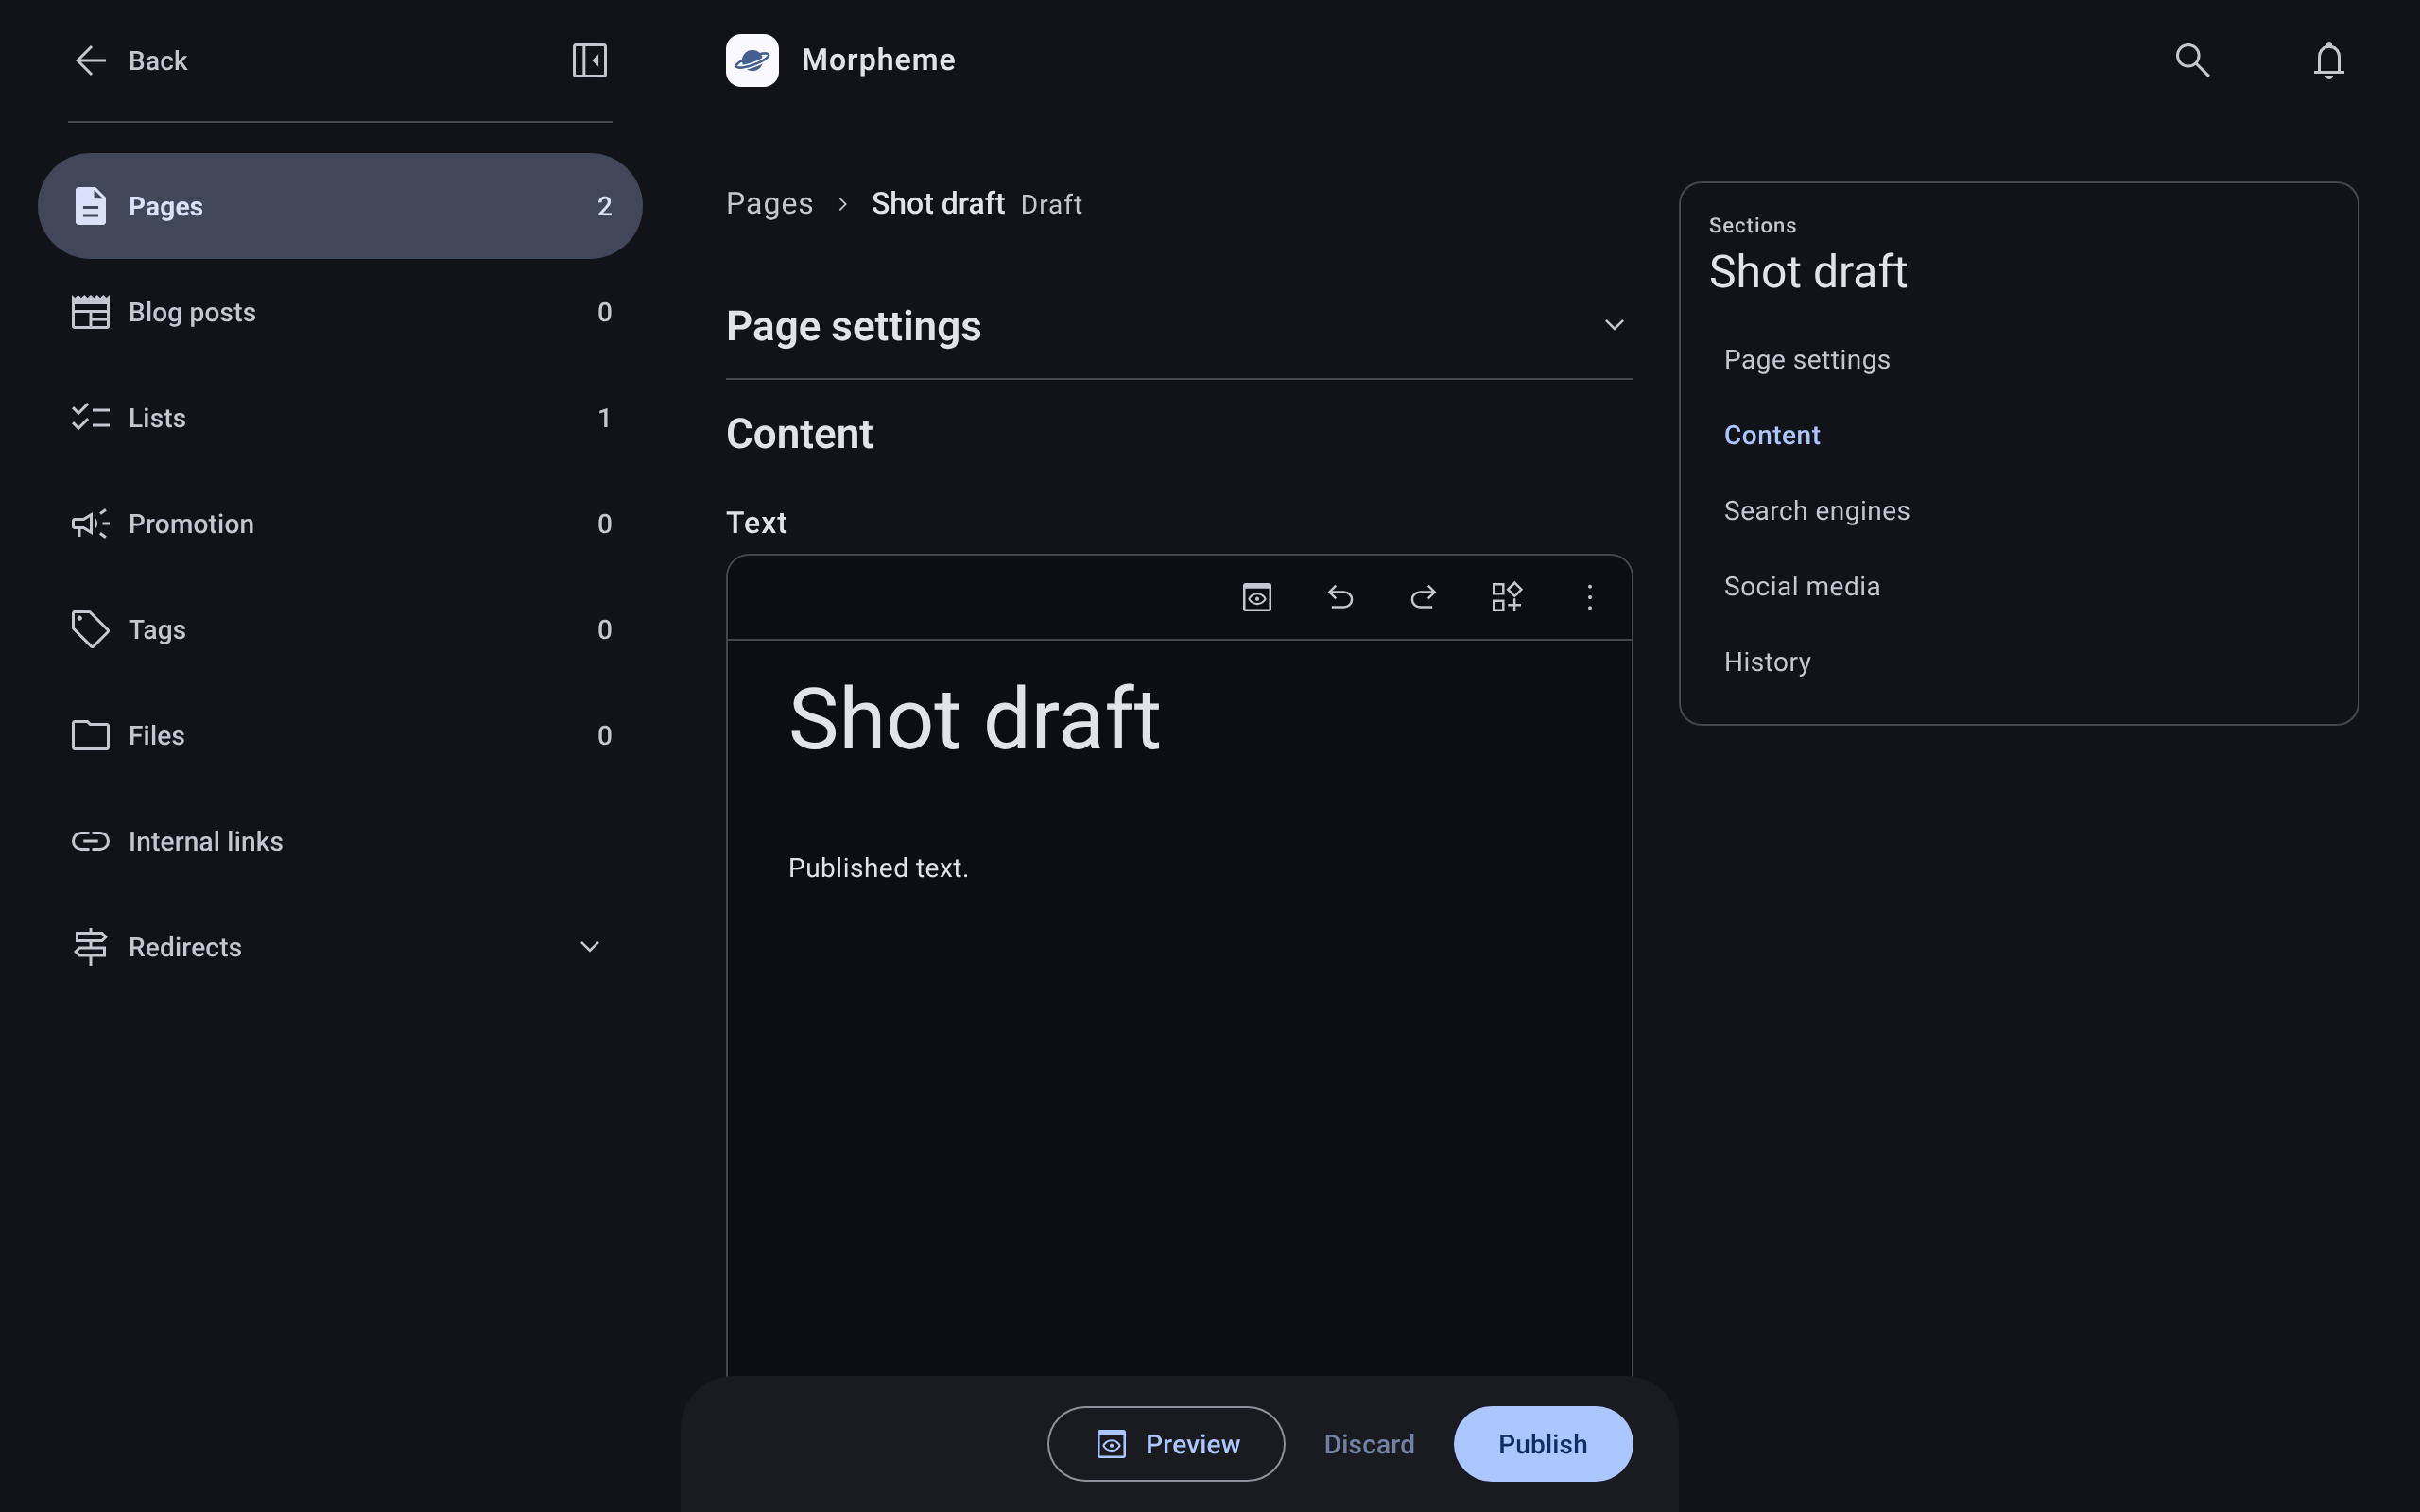 Back
Morpheme
Pages 2
Blog posts 0
Lists 1
Promotion 0
Tags 0
Files 0
Internal links
Redirects
Pages > Shot draft Draft
Page settings
Content
Text
Shot draft
Published text.
Preview Discard Publish
Sections
Shot draft
Page settings
Content
Search engines
Social media
History